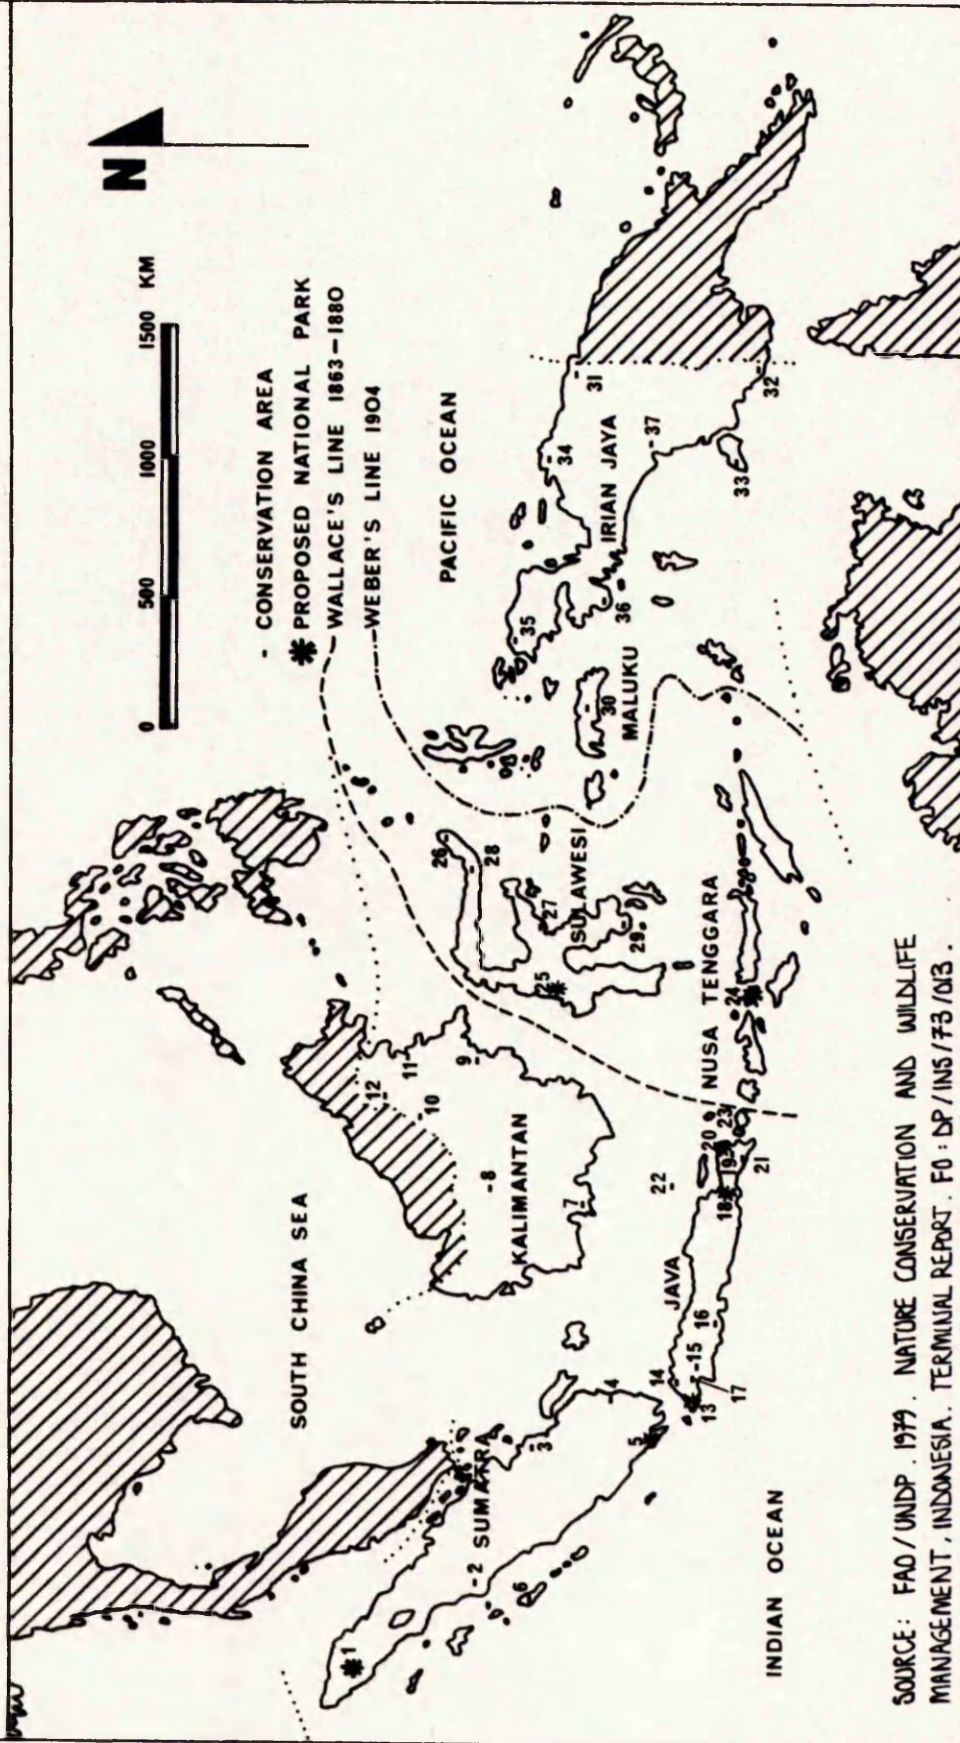 N
0 500 1000 1500 KM
- CONSERVATION AREA
✱ PROPOSED NATIONAL PARK
WALLACE'S LINE 1863-1880
WEBER'S LINE 1904
PACIFIC OCEAN
SOUTH CHINA SEA
INDIAN OCEAN
SUMATRA
KALIMANTAN
JAVA
SULAWESI
NUSA TENGGARA
MALUKU
IRIAN JAYA
1
2
3
4
5
6
7
8
9
10
11
12
13
14
15
16
17
18
19
20
21
22
23
24
25
26
27
28
29
30
31
32
33
34
35
36
37
SOURCE: FAO/UNDP. 1979. NATURE CONSERVATION AND WILDLIFE
MANAGEMENT, INDONESIA. TERMINAL REPORT. FO: DP/INS/73/013.